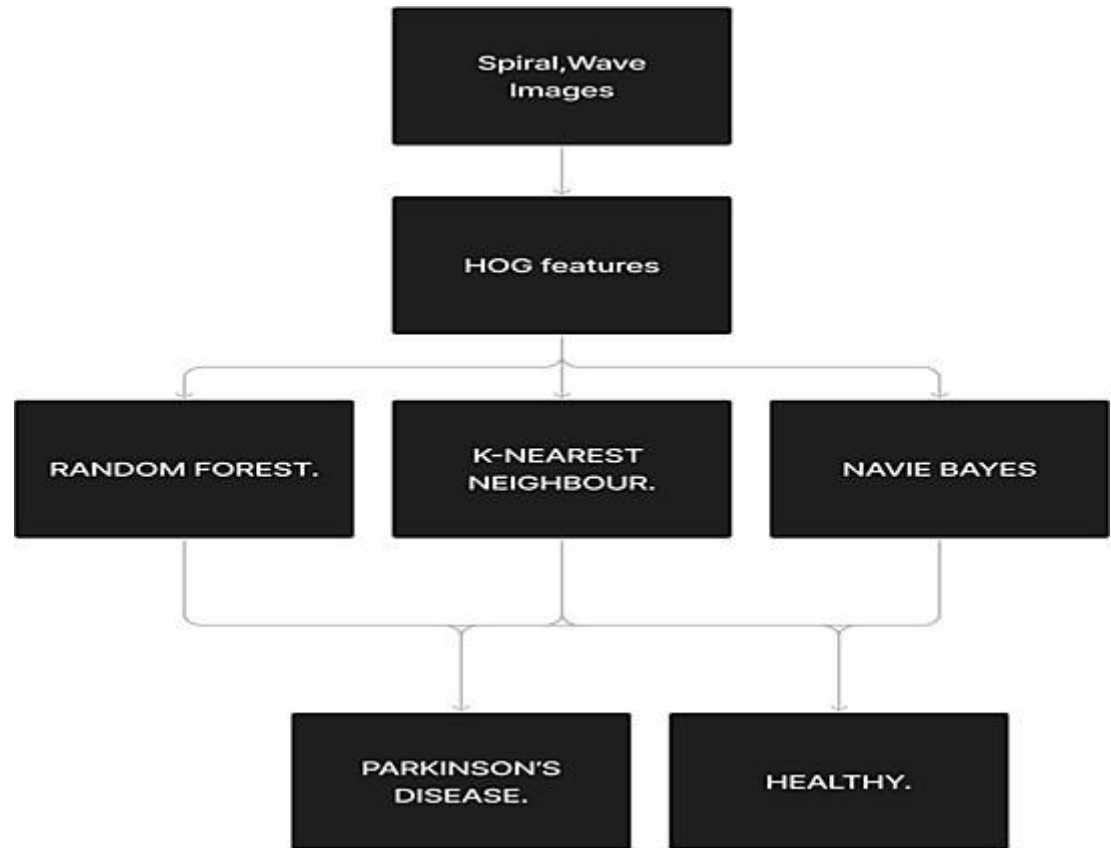 Spiral,Wave
Images
HOG features
RANDOM FOREST.
K-NEAREST
NEIGHBOUR.
NAVIE BAYES
PARKINSON'S
DISEASE.
HEALTHY.